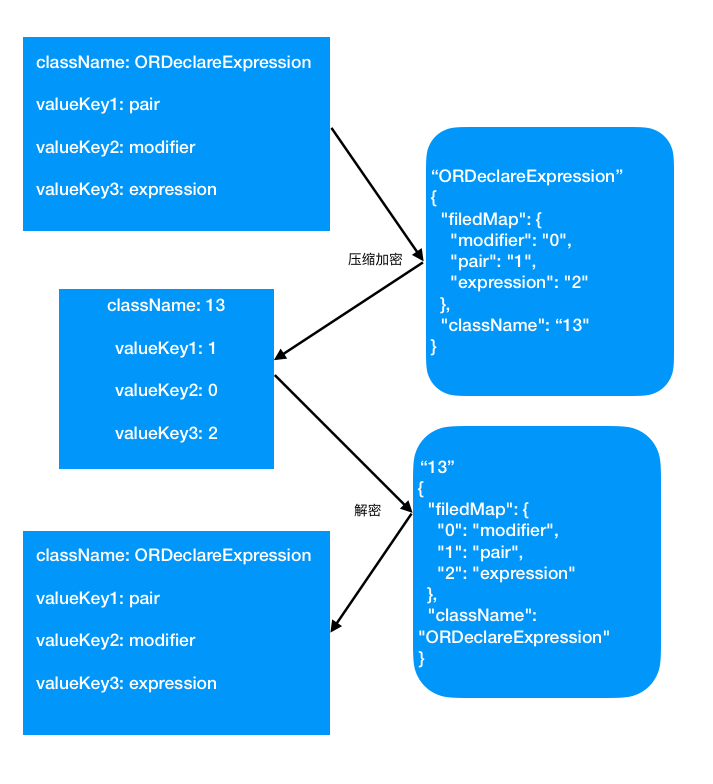 className: ORDeclareExpression
valueKey1: pair
valueKey2: modifier
valueKey3: expression
“ORDeclareExpression”
{
"filedMap": {
"modifier": "0",
"pair": "1",
"expression": "2"
},
"className": “13"
}
压缩加密
className: 13
valueKey1: 1
valueKey2: 0
valueKey3: 2
“13”
{
"filedMap": {
"0": "modifier",
"1": "pair",
"2": "expression"
},
"className":
"ORDeclareExpression"
}
解密
className: ORDeclareExpression
valueKey1: pair
valueKey2: modifier
valueKey3: expression